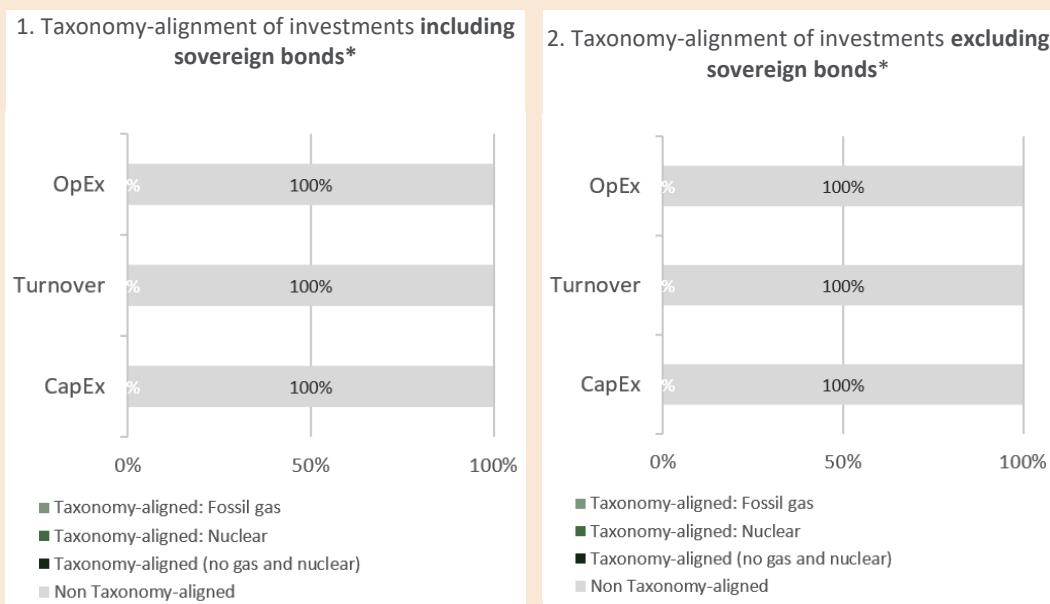 1. Taxonomy-alignment of investments including
sovereign bonds*
OpEx
%
100%
Turnover
%
100%
CapEx
%
100%
0%
50%
100%
Taxonomy-aligned: Fossil gas
Taxonomy-aligned: Nuclear
Taxonomy-aligned (no gas and nuclear)
Non Taxonomy-aligned
2. Taxonomy-alignment of investments excluding
sovereign bonds*
OpEx
%
100%
Turnover
%
100%
CapEx
%
100%
0%
50%
100%
Taxonomy-aligned: Fossil gas
Taxonomy-aligned: Nuclear
Taxonomy-aligned (no gas and nuclear)
Non Taxonomy-aligned